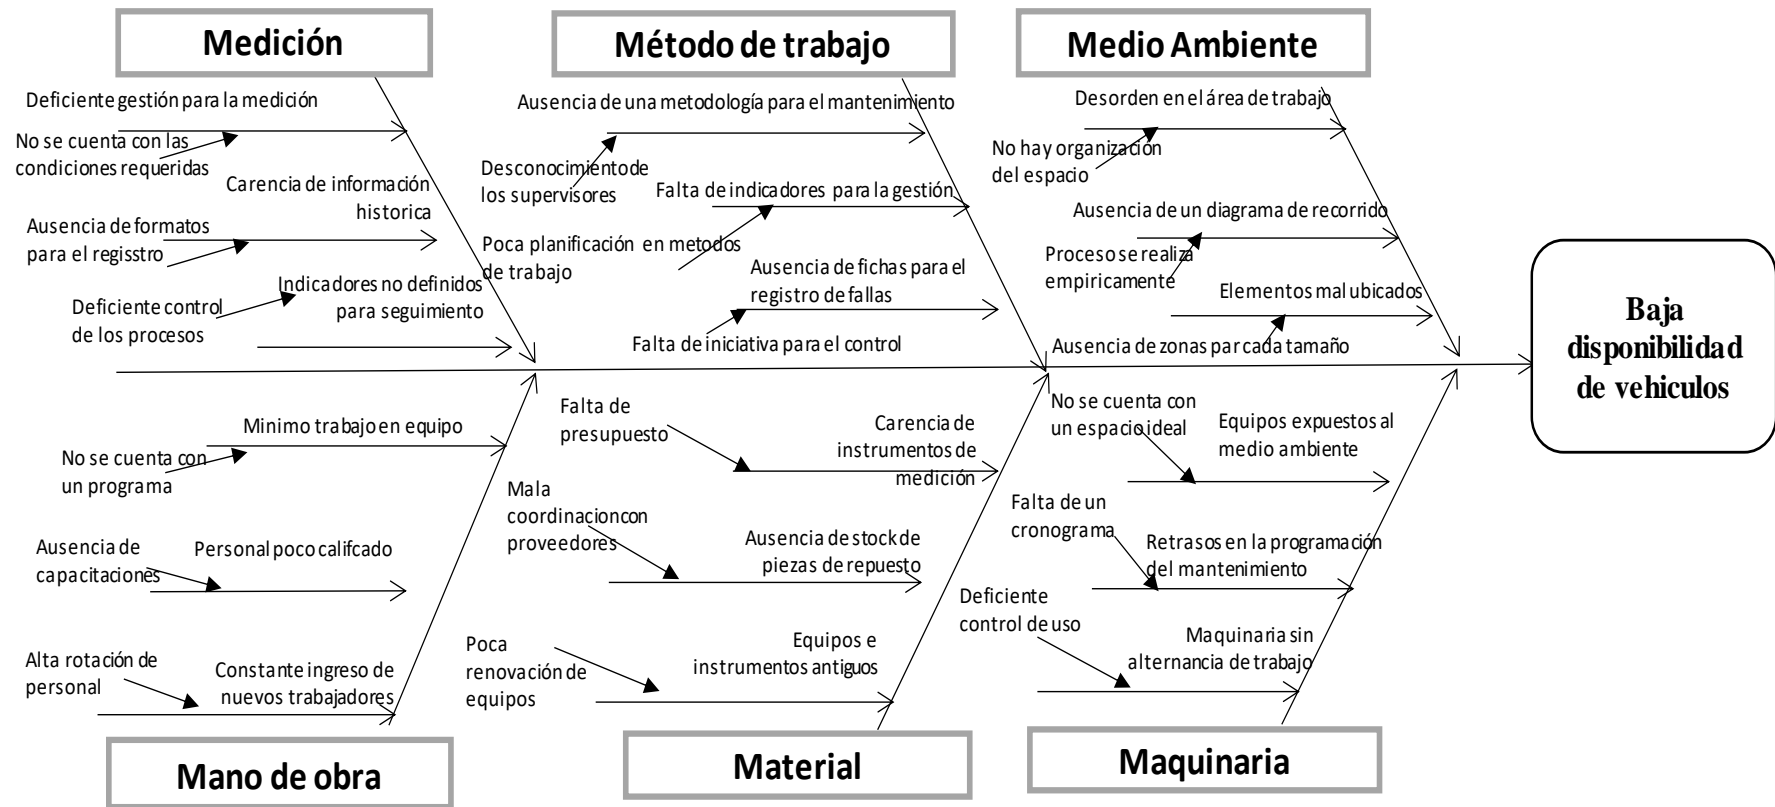 Medición
Método de trabajo
Medio Ambiente
Deficiente gestión para la medición
No se cuenta con las
condiciones requeridas
Carencia de información
historica
Ausencia de formatos
para el regisstro
Indicadores no definidos
para seguimiento
Deficiente control
de los procesos
Ausencia de una metodología para el mantenimiento
Desconocimiento de
los supervisores
Falta de indicadores para la gestión
Poca planificación en metodos
de trabajo
Ausencia de fichas para el
registro de fallas
Falta de iniciativa para el control
Desorden en el área de trabajo
No hay organización
del espacio
Ausencia de un diagrama de recorrido
Proceso se realiza
empiricamente
Elementos mal ubicados
Ausencia de zonas par cada tamaño
Baja
disponibilidad
de vehiculos
Minimo trabajo en equipo
No se cuenta con
un programa
Ausencia de
capacitaciones
Personal poco califcado
Alta rotación de
personal
Constante ingreso de
nuevos trabajadores
Falta de
presupuesto
Carencia de
instrumentos de
medición
Mala
coordinacion con
proveedores
Ausencia de stock de
piezas de repuesto
Poca
renovación de
equipos
Equipos e
instrumentos antiguos
No se cuenta con
un espacio ideal
Equipos expuestos al
medio ambiente
Falta de un
cronograma
Retrasos en la programación
del mantenimiento
Deficiente
control de uso
Maquinaria sin
alternancia de trabajo
Mano de obra
Material
Maquinaria